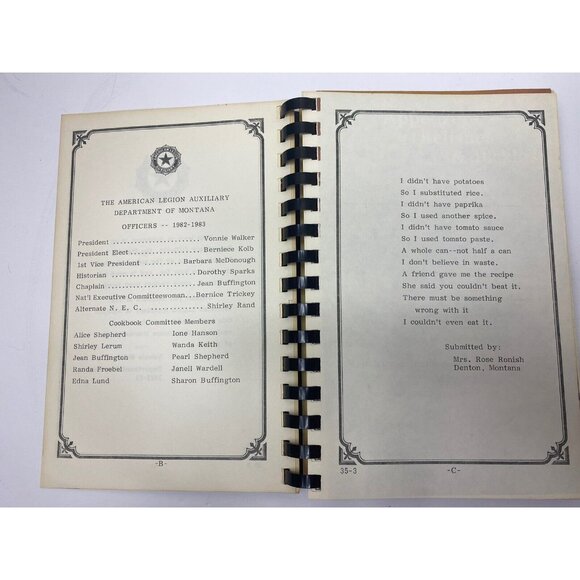 THE AMERICAN LEGION AUXILIARY
DEPARTMENT OF MONTANA
OFFICERS -- 1982-1983
President ........................ Vonnie Walker
President Elect .................. Berniece Kolb
1st Vice President ......... Barbara McDonough
Historian ...................... Dorothy Sparks
Chaplain ...................... Jean Buffington
Nat'l Executive Committeewoman... Bernice Trickey
Alternate N. E. C. ............... Shirley Rand
Cookbook Committee Members
Alice Shepherd Ione Hanson
Shirley Lerum Wanda Keith
Jean Buffington Pearl Shepherd
Randa Froebel Janell Wardell
Edna Lund Sharon Buffington
-B-
I didn't have potatoes
So I substituted rice.
I didn't have paprika
So I used another spice.
I didn't have tomato sauce
So I used tomato paste.
A whole can--not half a can
I don't believe in waste.
A friend gave me the recipe
She said you couldn't beat it.
There must be something
wrong with it
I couldn't even eat it.
Submitted by:
Mrs. Rose Ronish
Denton, Montana
35-3 -C-